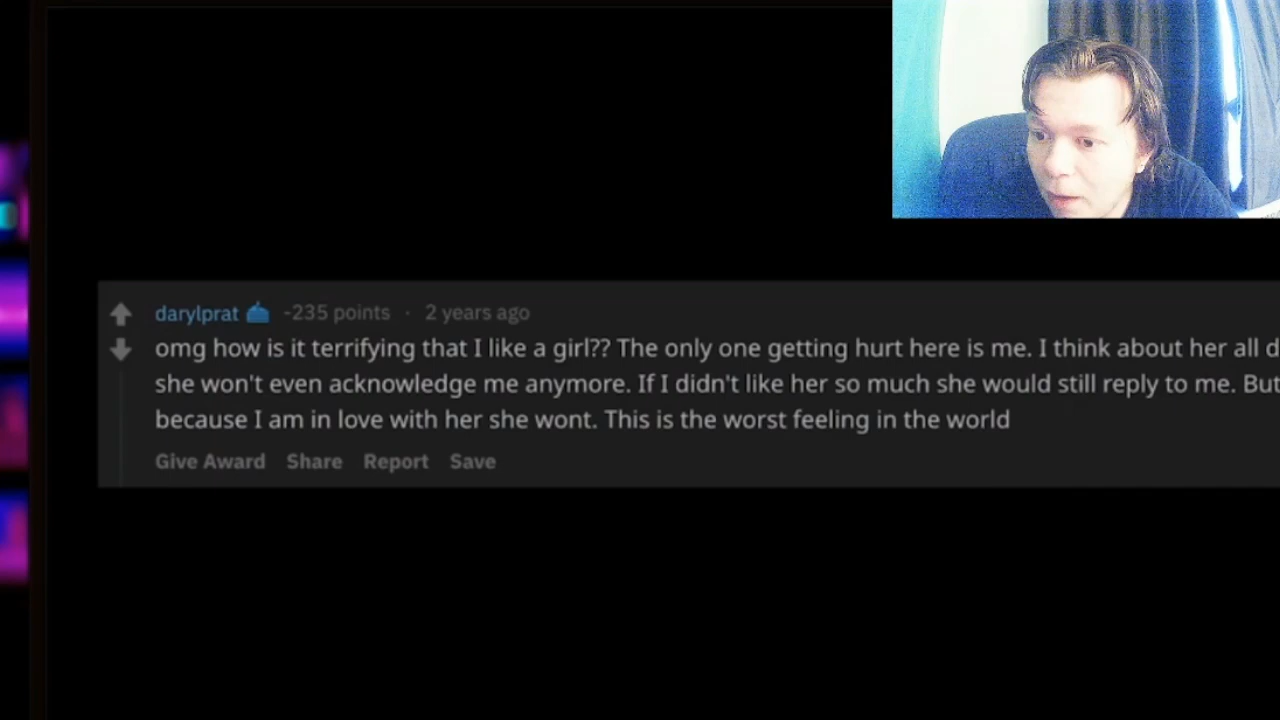 darylprat -235 points · 2 years ago
omg how is it terrifying that I like a girl?? The only one getting hurt here is me. I think about her all d
she won't even acknowledge me anymore. If I didn't like her so much she would still reply to me. But
because I am in love with her she wont. This is the worst feeling in the world
Give Award Share Report Save